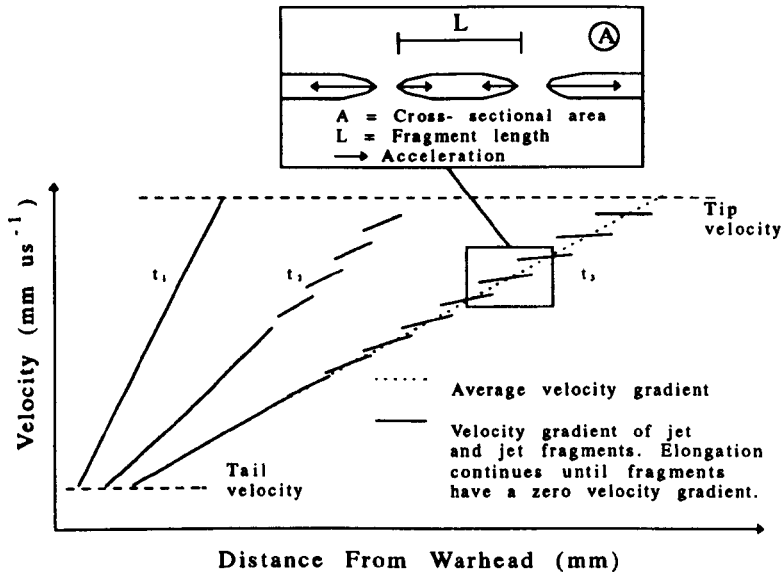 L
A
A = Cross- sectional area
L = Fragment length
→ Acceleration
Tip
velocity
t₁
t₂
t₃
Average velocity gradient
Velocity gradient of jet
and jet fragments. Elongation
continues until fragments
have a zero velocity gradient.
Tail
velocity
Velocity (mm us⁻¹)
Distance From Warhead (mm)